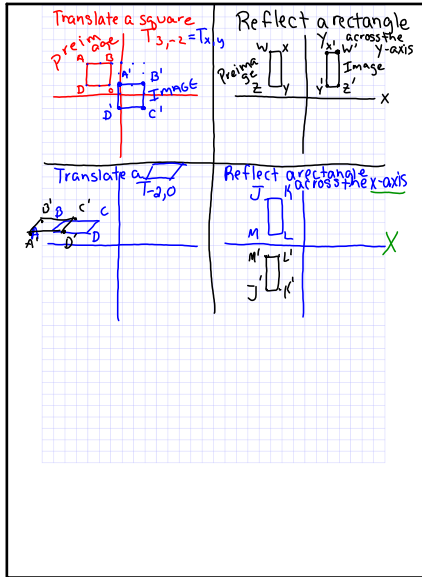 Translate a square
T3,-2 = Tx,y
Preimage
A B
D C
A' B'
IMAGE
D' C'
Reflect a rectangle
across the
y-axis
y
W X
Preimage
Z Y
X' W'
Image
Y' Z'
X
Translate a
T-2,0
B' B C' C
A' A D' D
Reflect a rectangle
across the x-axis
J K
M L
X
M' L'
J' K'